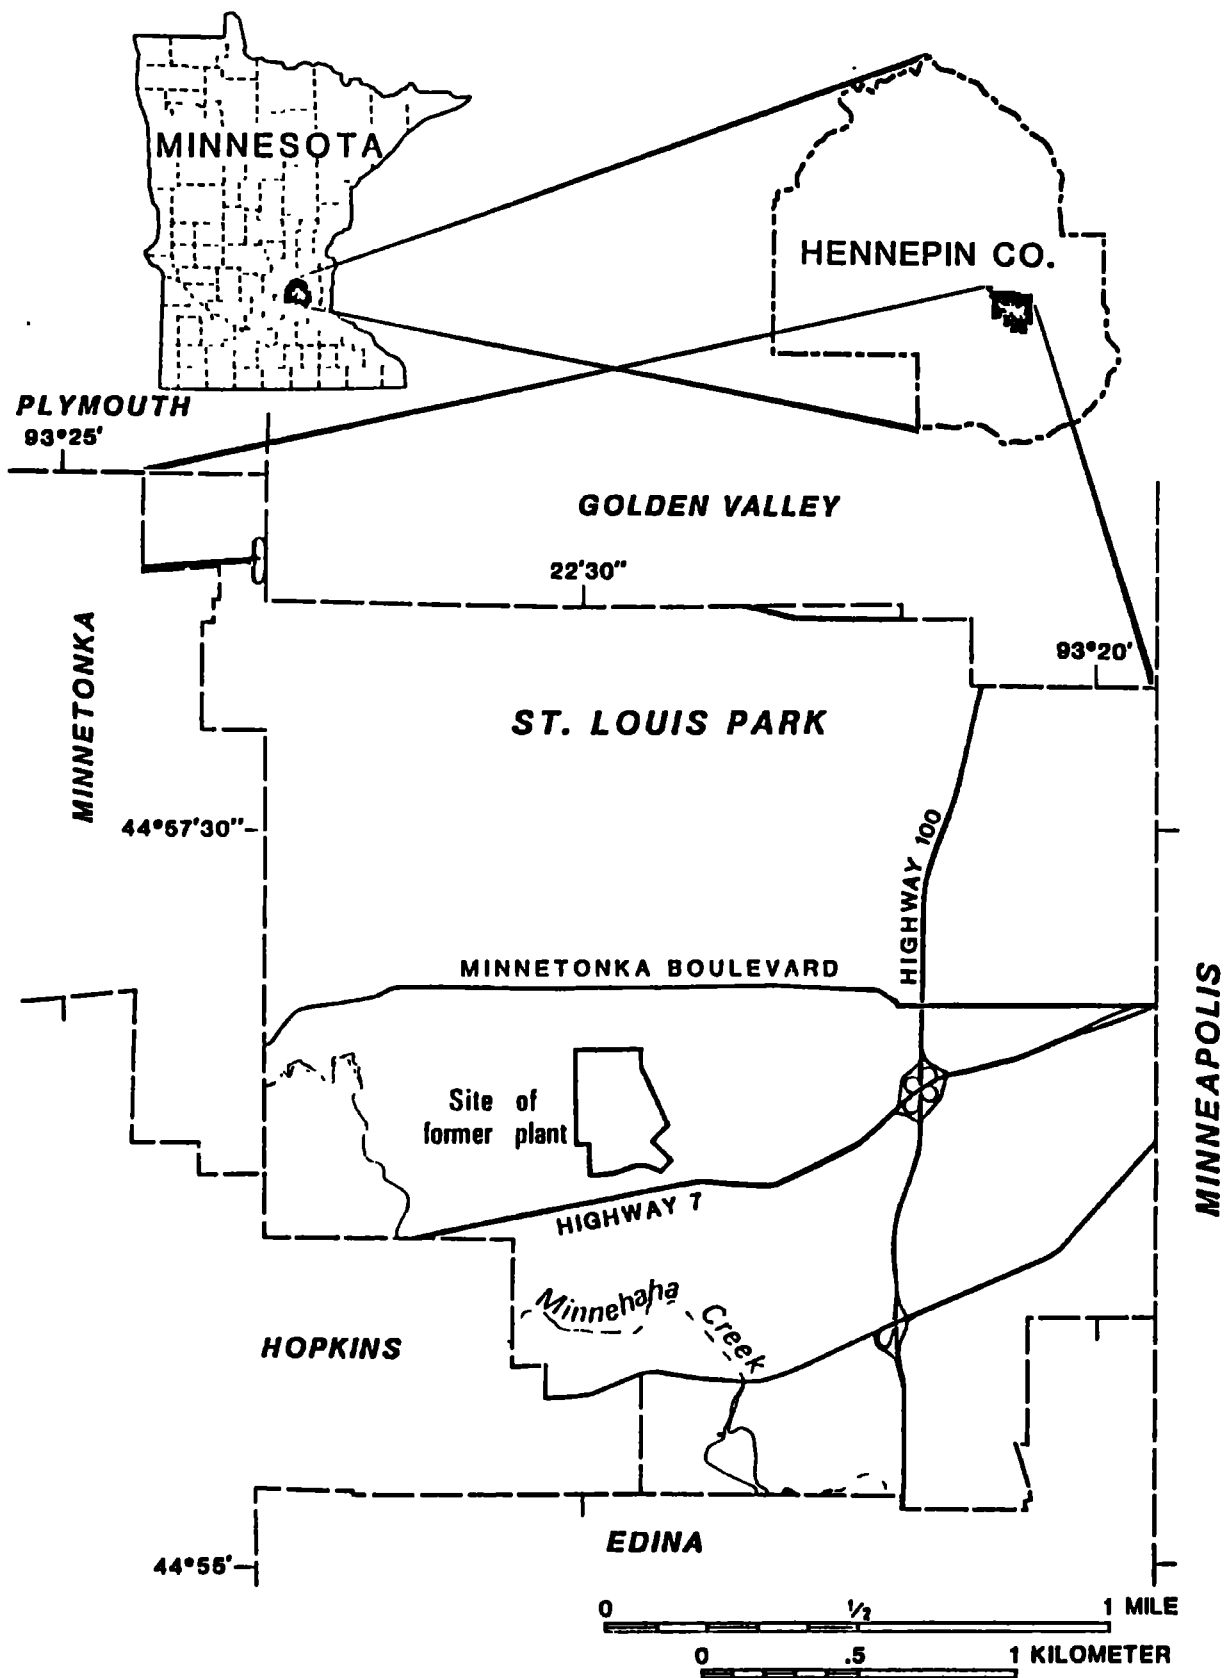 MINNESOTA
HENNEPIN CO.
PLYMOUTH
93°25'
GOLDEN VALLEY
22'30"
MINNETONKA
93°20'
ST. LOUIS PARK
44°57'30"
HIGHWAY 100
MINNETONKA BOULEVARD
MINNEAPOLIS
Site of
former plant
HIGHWAY 7
Minnehaha Creek
HOPKINS
EDINA
44°55'
0 1/2 1 MILE
0 .5 1 KILOMETER